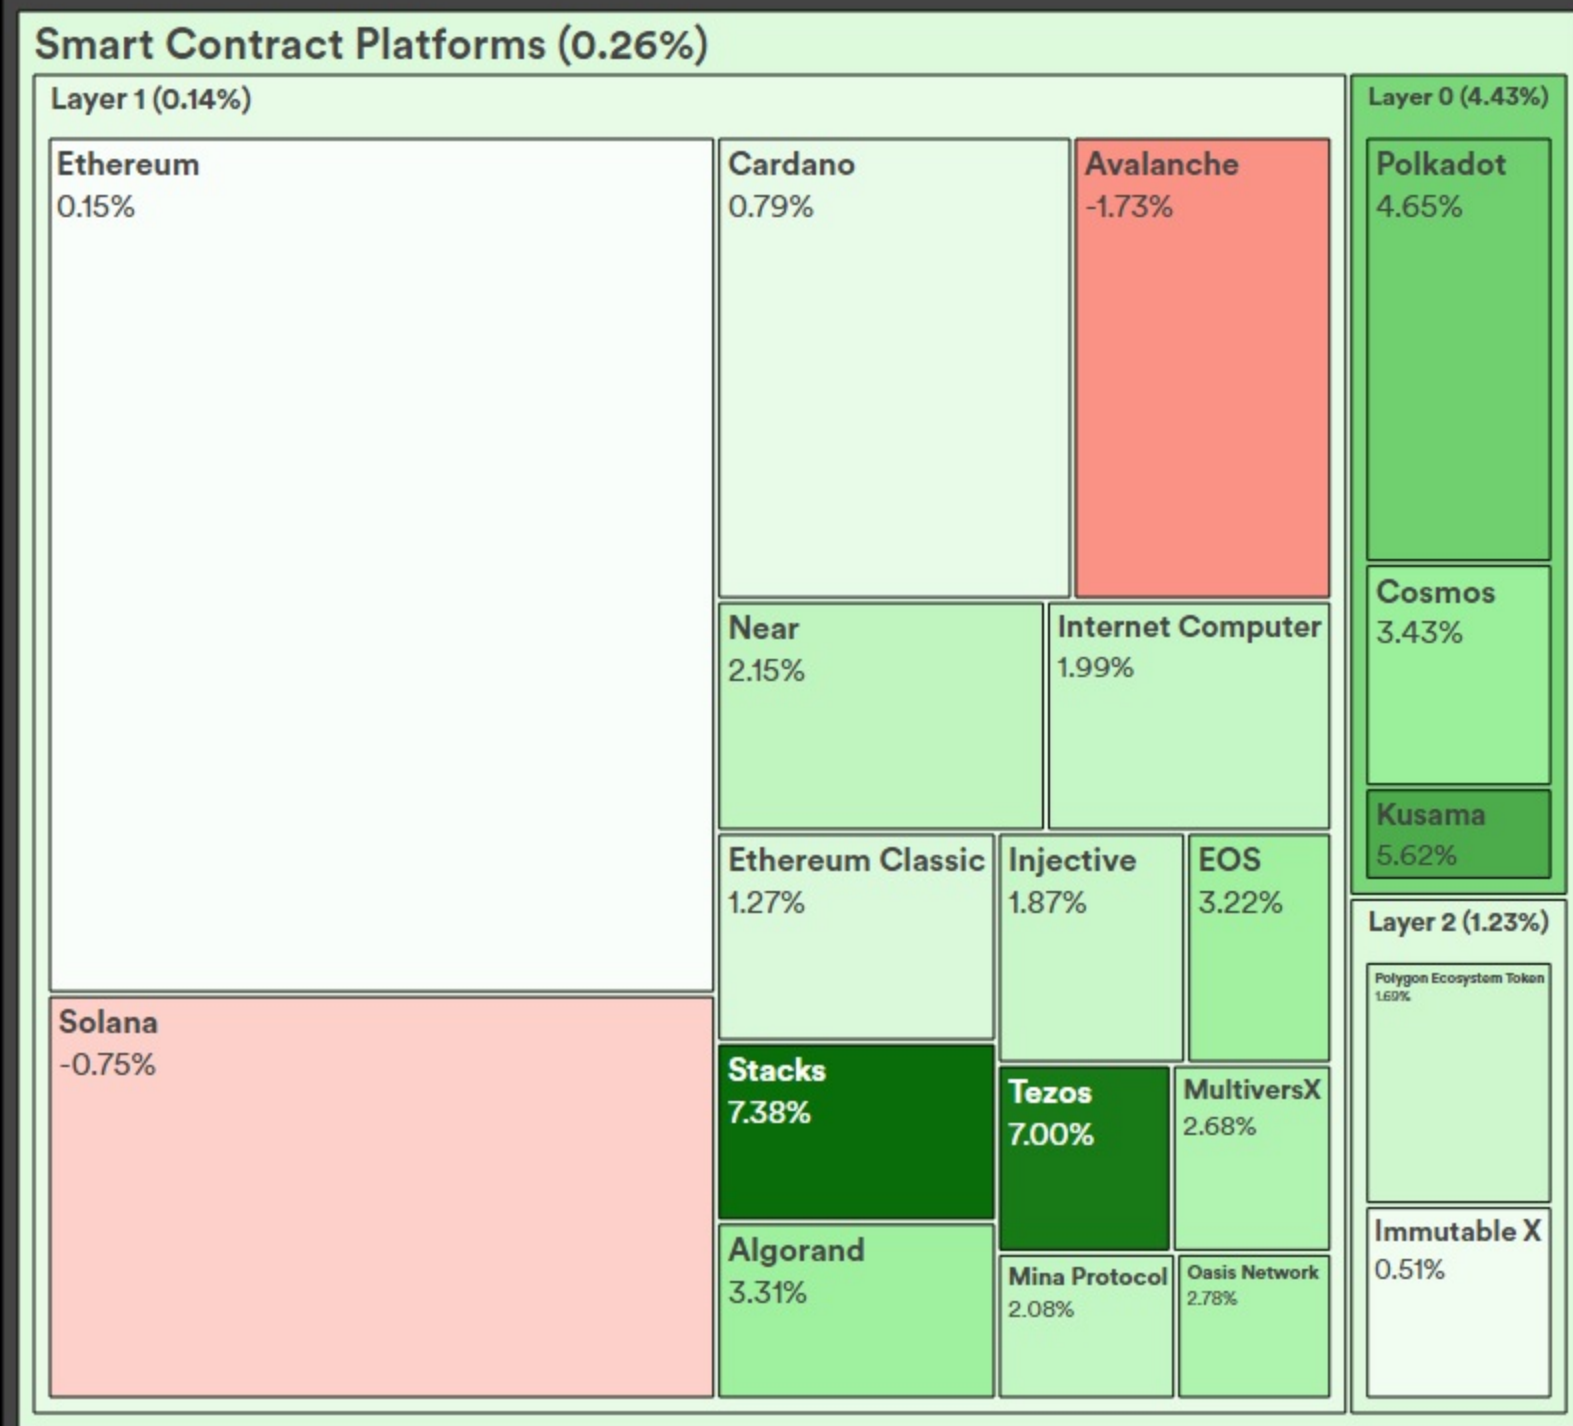 Smart Contract Platforms (0.26%)
Layer 1 (0.14%)
Ethereum
0.15%
Solana
-0.75%
Cardano
0.79%
Avalanche
-1.73%
Near
2.15%
Internet Computer
1.99%
Ethereum Classic
1.27%
Injective
1.87%
EOS
3.22%
Stacks
7.38%
Tezos
7.00%
MultiversX
2.68%
Algorand
3.31%
Mina Protocol
2.08%
Oasis Network
2.78%
Layer 0 (4.43%)
Polkadot
4.65%
Cosmos
3.43%
Kusama
5.62%
Layer 2 (1.23%)
Polygon Ecosystem Token
1.69%
Immutable X
0.51%